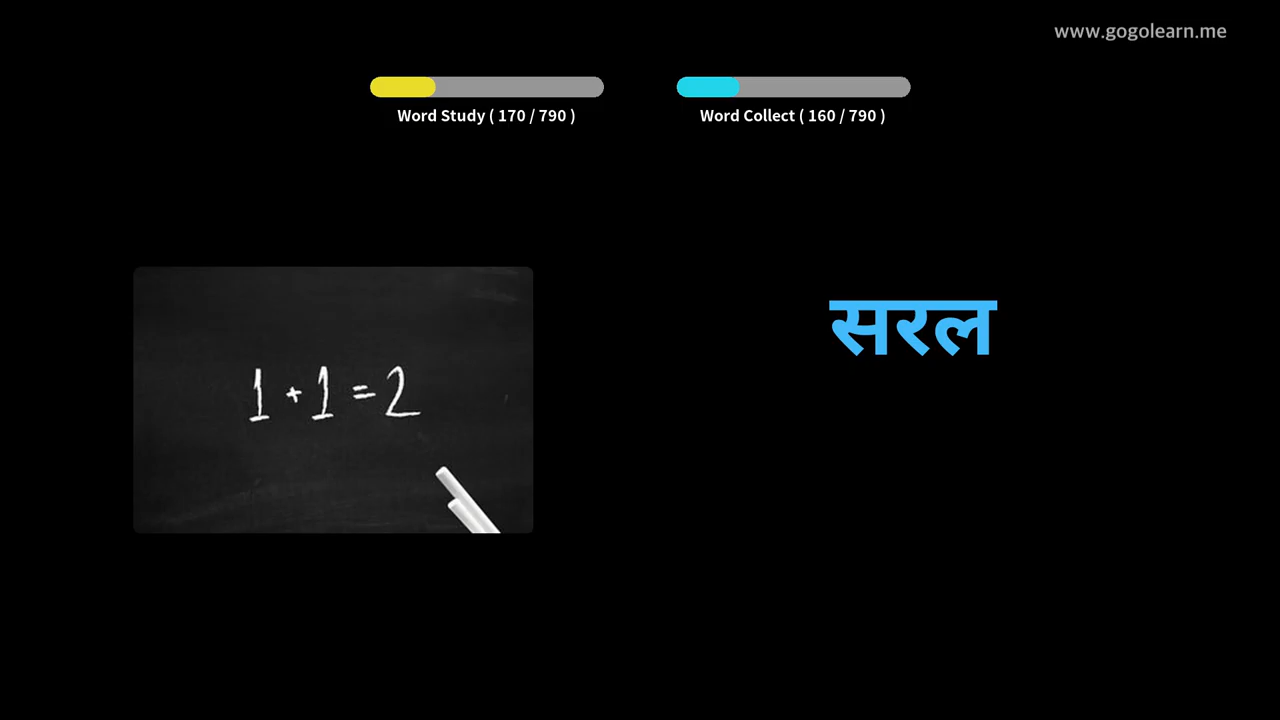 www.gogolearn.me
Word Study ( 170 / 790 )
Word Collect ( 160 / 790 )
1 + 1 = 2
सरल